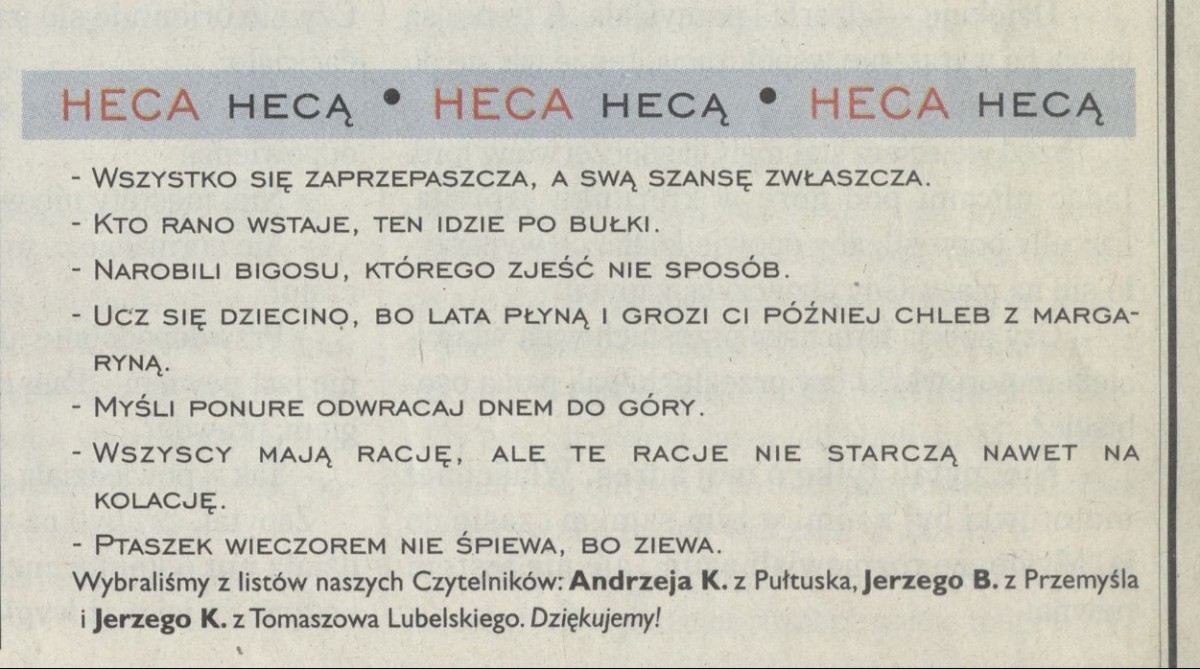 HECA HECĄ • HECA HECĄ • HECA HECĄ
- WSZYSTKO SIĘ ZAPRZEPASZCZA, A SWĄ SZANSĘ ZWŁASZCZA.
- KTO RANO WSTAJE, TEN IDZIE PO BUŁKI.
- NAROBILI BIGOSU, KTÓREGO ZJEŚĆ NIE SPOSÓB.
- UCZ SIĘ DZIECINO, BO LATA PŁYNĄ I GROZI CI PÓŹNIEJ CHLEB Z MARGA-
RYNĄ.
- MYŚLI PONURE ODWRACAJ DNEM DO GÓRY.
- WSZYSCY MAJĄ RACJĘ, ALE TE RACJE NIE STARCZĄ NAWET NA
KOLACJĘ.
- PTASZEK WIECZOREM NIE ŚPIEWA, BO ZIEWA.
Wybraliśmy z listów naszych Czytelników: Andrzeja K. z Pułtuska, Jerzego B. z Przemyśla
i Jerzego K. z Tomaszowa Lubelskiego. Dziękujemy!